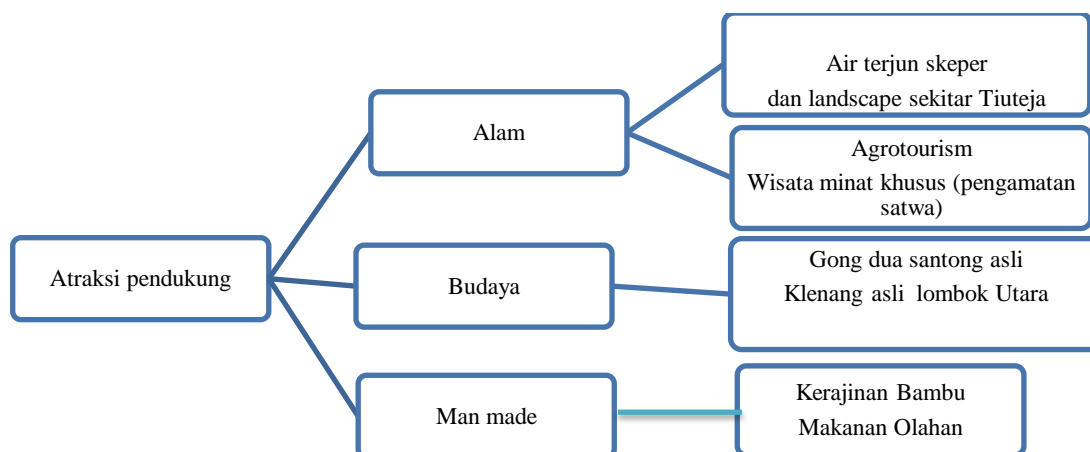 Atraksi pendukung
Alam
Air terjun skeper
dan landscape sekitar Tiuteja
Agrotourism
Wisata minat khusus (pengamatan
satwa)
Budaya
Gong dua santong asli
Klenang asli lombok Utara
Man made
Kerajinan Bambu
Makanan Olahan